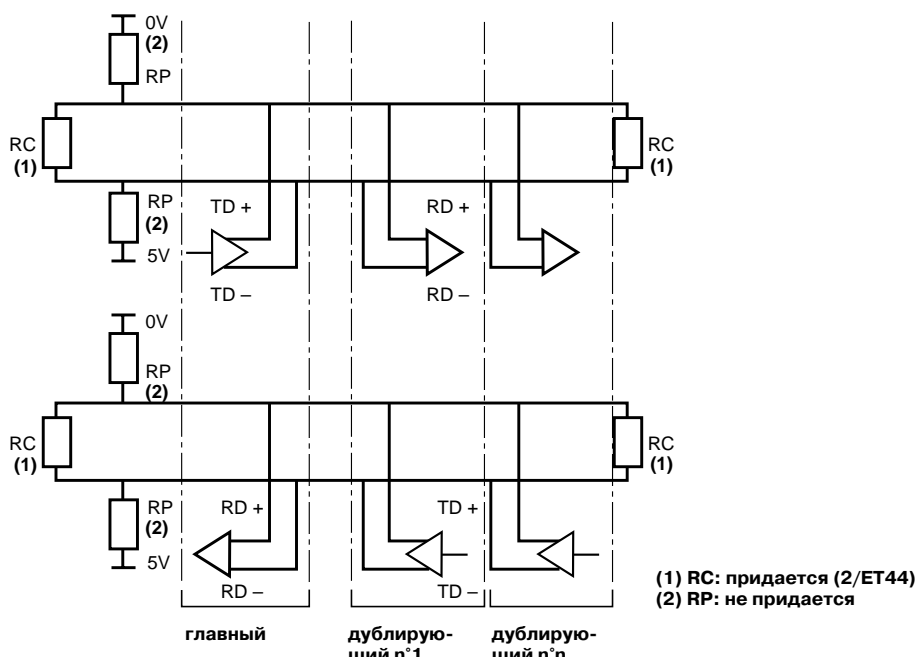 0V
(2)
RP
RC
(1)
RC
(1)
RP
(2)
5V
TD +
RD +
TD –
RD –
0V
RP
(2)
RC
(1)
RC
(1)
RP
(2)
5V
RD +
TD +
RD –
TD –
(1) RC: придается (2/ET44)
(2) RP: не придается
главный
дублирую-
щий n°1
дублирую-
щий n°n